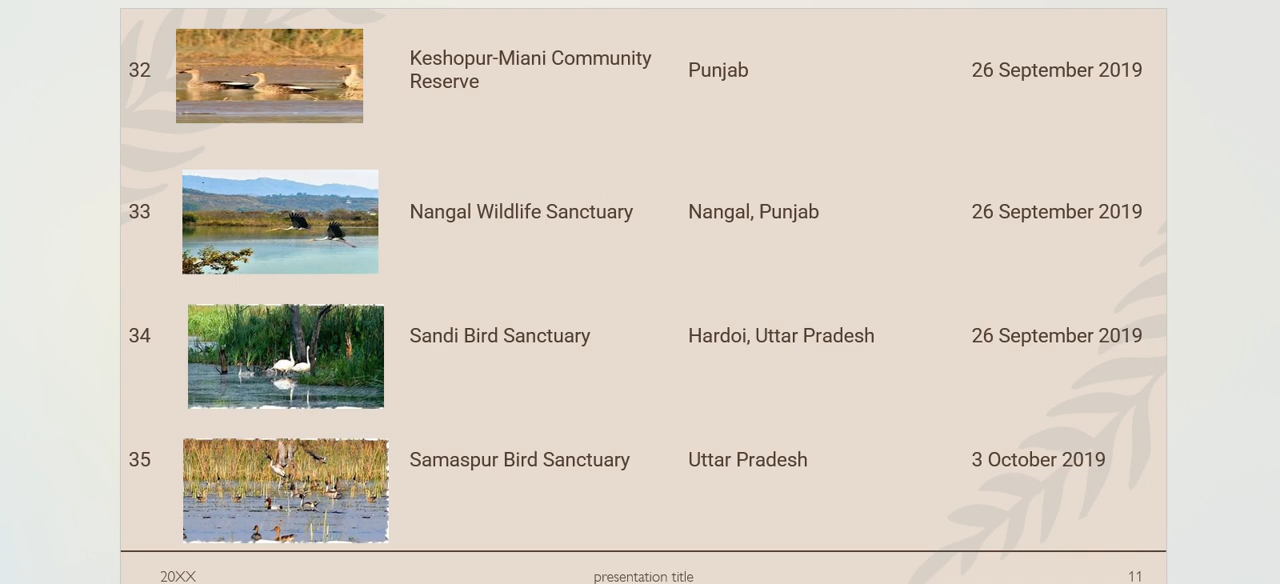 32 Keshopur-Miani Community Punjab 26 September 2019
Reserve
33 Nangal Wildlife Sanctuary Nangal, Punjab 26 September 2019
34 Sandi Bird Sanctuary Hardoi, Uttar Pradesh 26 September 2019
35 Samaspur Bird Sanctuary Uttar Pradesh 3 October 2019
20XX presentation title 11